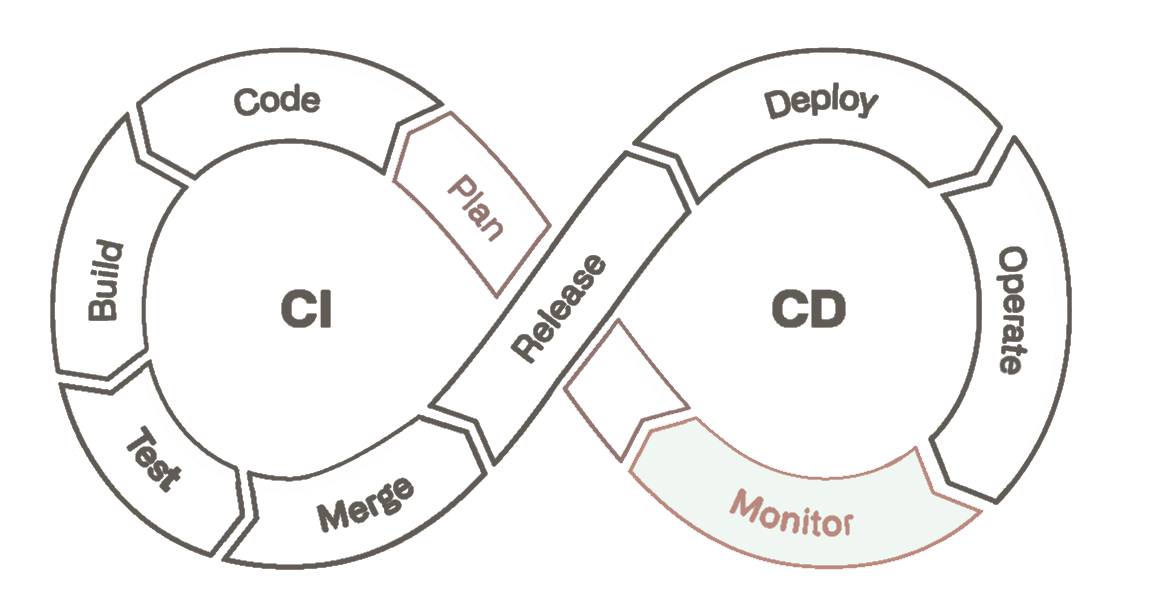 Code
Plan
Build
CI
Test
Merge
Release
Deploy
Operate
CD
Monitor